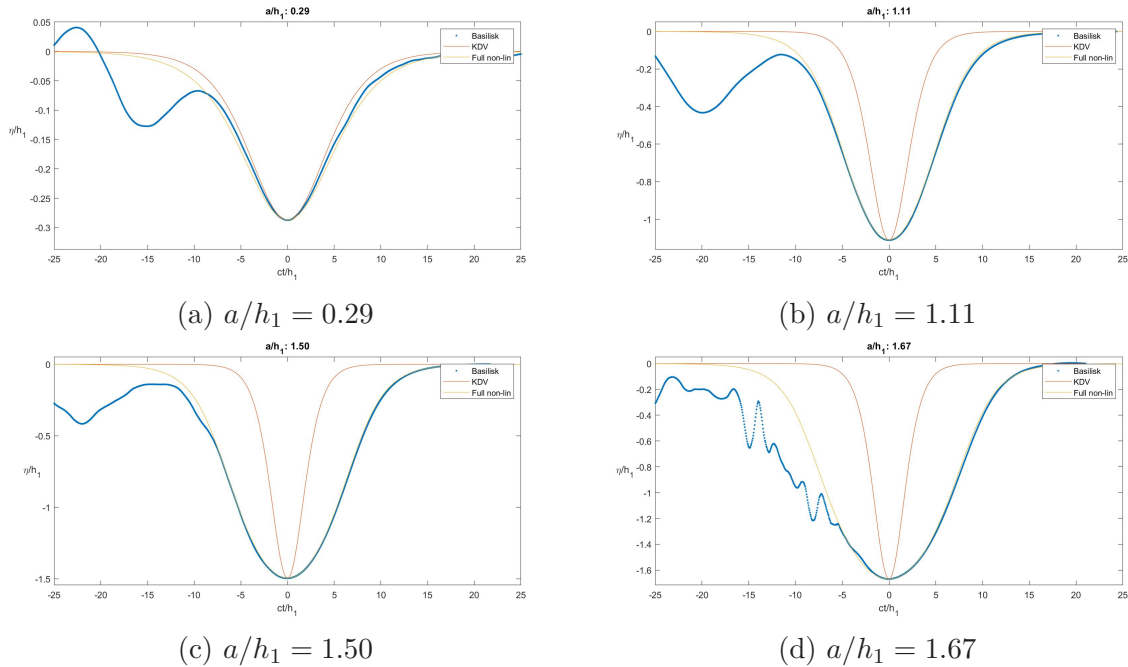 a/h1: 0.29
0.05
0
-0.05
-0.1
-0.15
-0.2
-0.25
-0.3
η/h1
-25 -20 -15 -10 -5 0 5 10 15 20 25
ct/h1
Basilisk
KDV
Full non-lin
(a) a/h1 = 0.29
a/h1: 1.11
0
-0.2
-0.4
-0.6
-0.8
-1
η/h1
-25 -20 -15 -10 -5 0 5 10 15 20 25
ct/h1
Basilisk
KDV
Full non-lin
(b) a/h1 = 1.11
a/h1: 1.50
0
-0.5
-1
-1.5
η/h1
-25 -20 -15 -10 -5 0 5 10 15 20 25
ct/h1
Basilisk
KDV
Full non-lin
(c) a/h1 = 1.50
a/h1: 1.67
0
-0.2
-0.4
-0.6
-0.8
-1
-1.2
-1.4
-1.6
η/h1
-25 -20 -15 -10 -5 0 5 10 15 20 25
ct/h1
Basilisk
KDV
Full non-lin
(d) a/h1 = 1.67